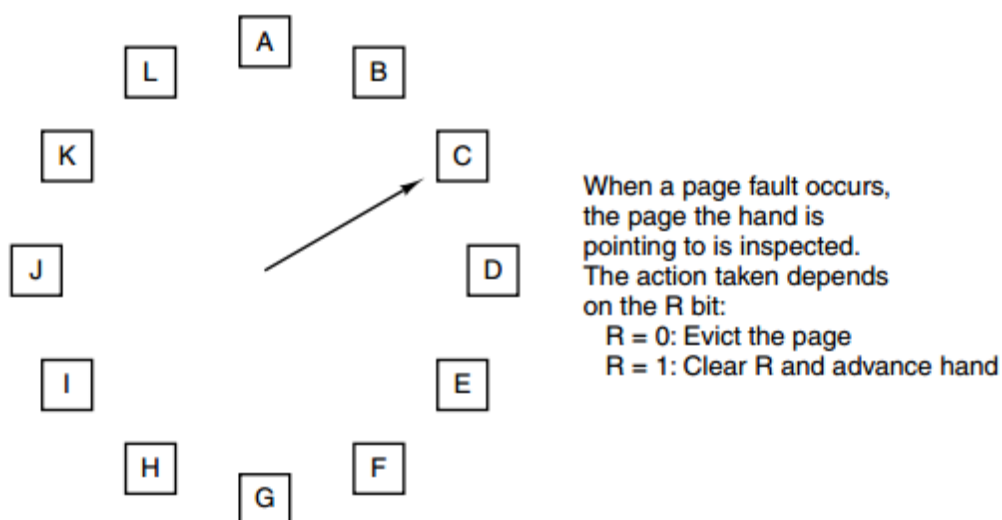 A
L
B
K
C
When a page fault occurs,
the page the hand is
pointing to is inspected.
The action taken depends
on the R bit:
R = 0: Evict the page
R = 1: Clear R and advance hand
J
D
I
E
H
F
G